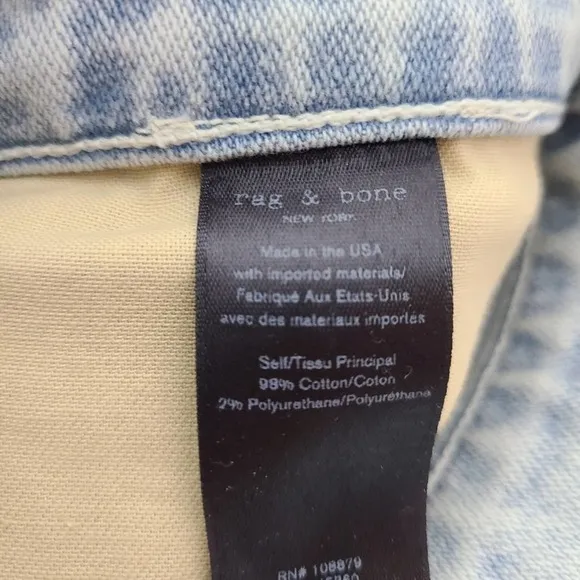 rag & bone
NEW YORK
Made in the USA
with imported materials/
Fabriqué Aux Etats-Unis
avec des materiaux importés
Self/Tissu Principal
98% Cotton/Coton
2% Polyurethane/Polyuréthane
RN# 108879